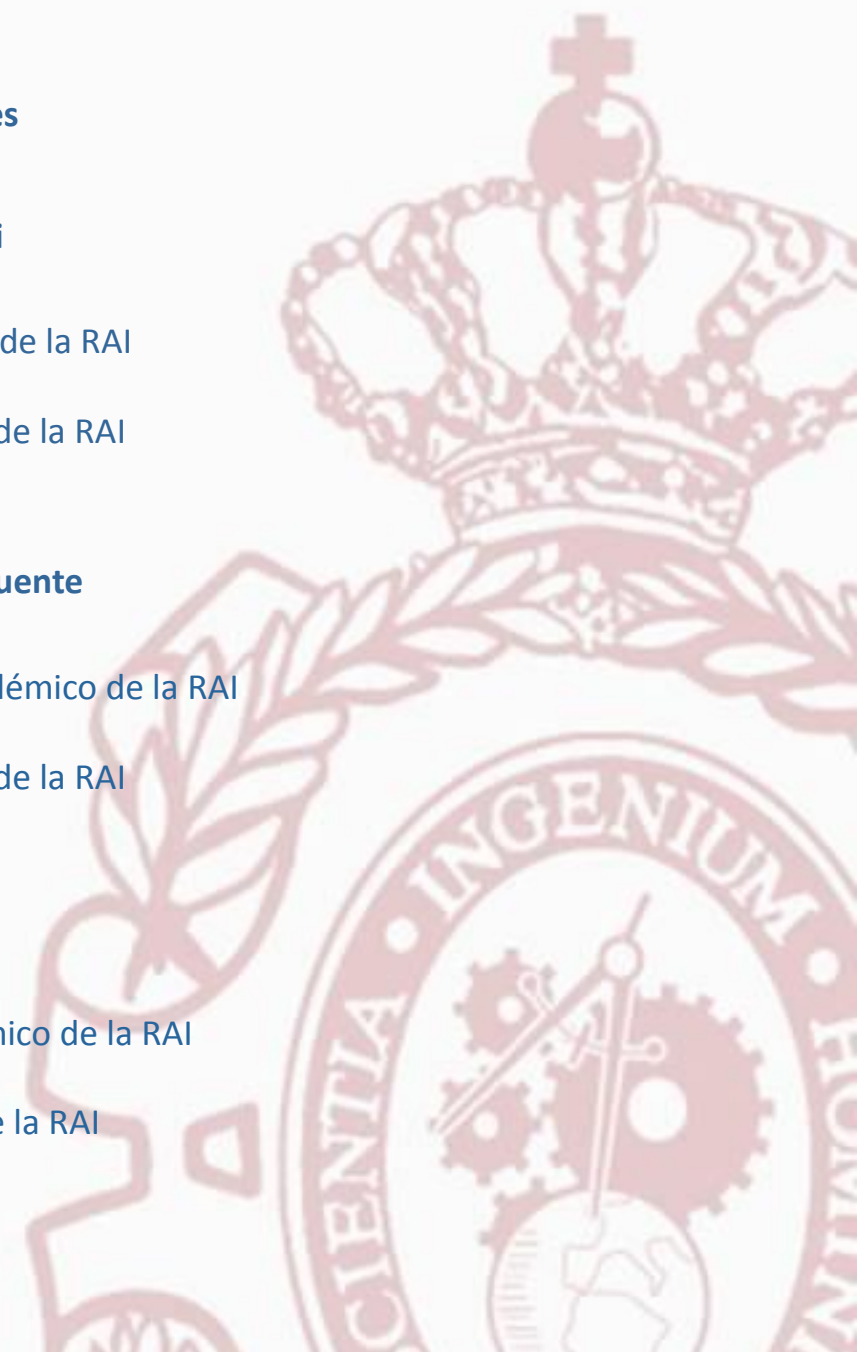 es
i
de la RAI
de la RAI
uente
démico de la RAI
de la RAI
nico de la RAI
e la RAI
INGENIUM
CIENTIA
HOMIN